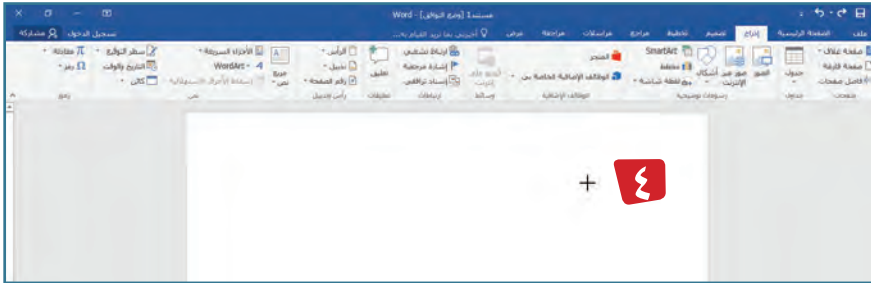 مستند1 [وضع التوافق] - Word
ملف الصفحة الرئيسية إدراج تصميم تخطيط مراجع مراسلات مراجعة عرض أخبرني بما تريد القيام به... تسجيل الدخول مشاركة
صفحة غلاف
صفحة فارغة
فاصل صفحات
صفحات
جدول
جداول
الصور
صور عبر الإنترنت
أشكال
SmartArt
مخطط
لقطة شاشة
رسومات توضيحية
المتجر
الوظائف الإضافية الخاصة بي
الوظائف الإضافية
وسائط
ارتباط تشعبي
إشارة مرجعية
إسناد ترافقي
ارتباطات
تعليق
تعليقات
الرأس
تذييل
رقم الصفحة
رأس وتذييل
مربع نص
الأجزاء السريعة
WordArt
إسقاط الأحرف الاستهلالية
سطر التوقيع
التاريخ والوقت
كائن
نص
معادلة
رمز
رموز
٤